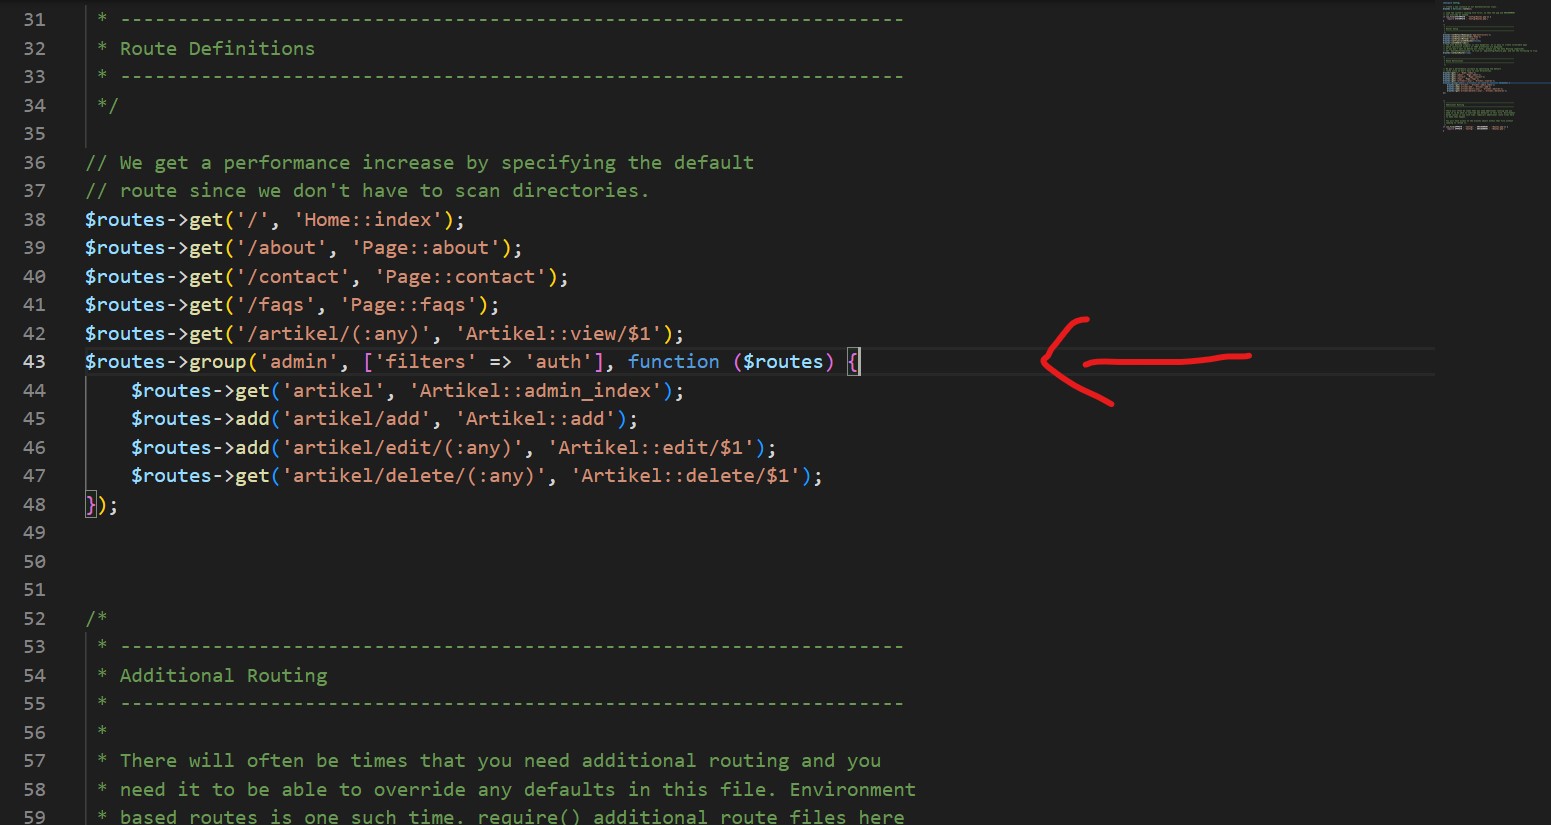 31 * --------------------------------------------------------------------
32 * Route Definitions
33 * --------------------------------------------------------------------
34 */
35
36 // We get a performance increase by specifying the default
37 // route since we don't have to scan directories.
38 $routes->get('/', 'Home::index');
39 $routes->get('/about', 'Page::about');
40 $routes->get('/contact', 'Page::contact');
41 $routes->get('/faqs', 'Page::faqs');
42 $routes->get('/artikel/(:any)', 'Artikel::view/$1');
43 $routes->group('admin', ['filters' => 'auth'], function ($routes) {
44 $routes->get('artikel', 'Artikel::admin_index');
45 $routes->add('artikel/add', 'Artikel::add');
46 $routes->add('artikel/edit/(:any)', 'Artikel::edit/$1');
47 $routes->get('artikel/delete/(:any)', 'Artikel::delete/$1');
48 });
49
50
51
52 /*
53 * --------------------------------------------------------------------
54 * Additional Routing
55 * --------------------------------------------------------------------
56 *
57 * There will often be times that you need additional routing and you
58 * need it to be able to override any defaults in this file. Environment
59 * based routes is one such time. require() additional route files here